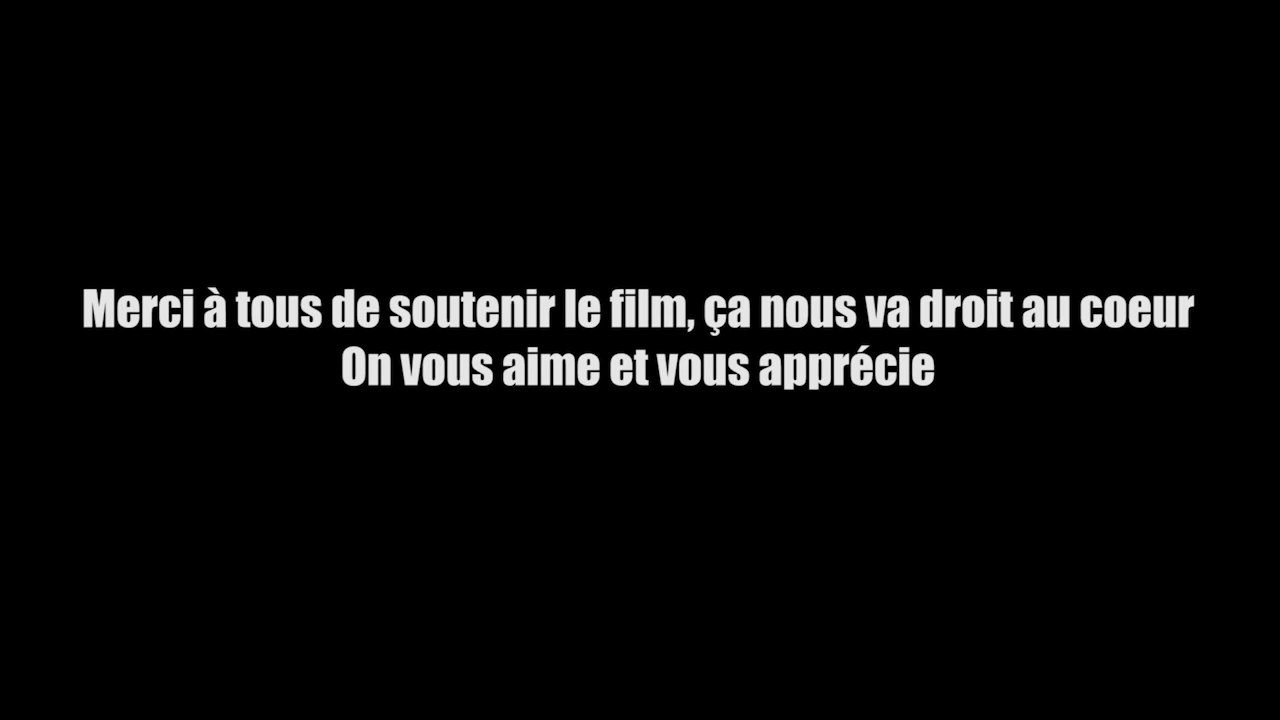 Merci à tous de soutenir le film, ça nous va droit au coeur
On vous aime et vous apprécie